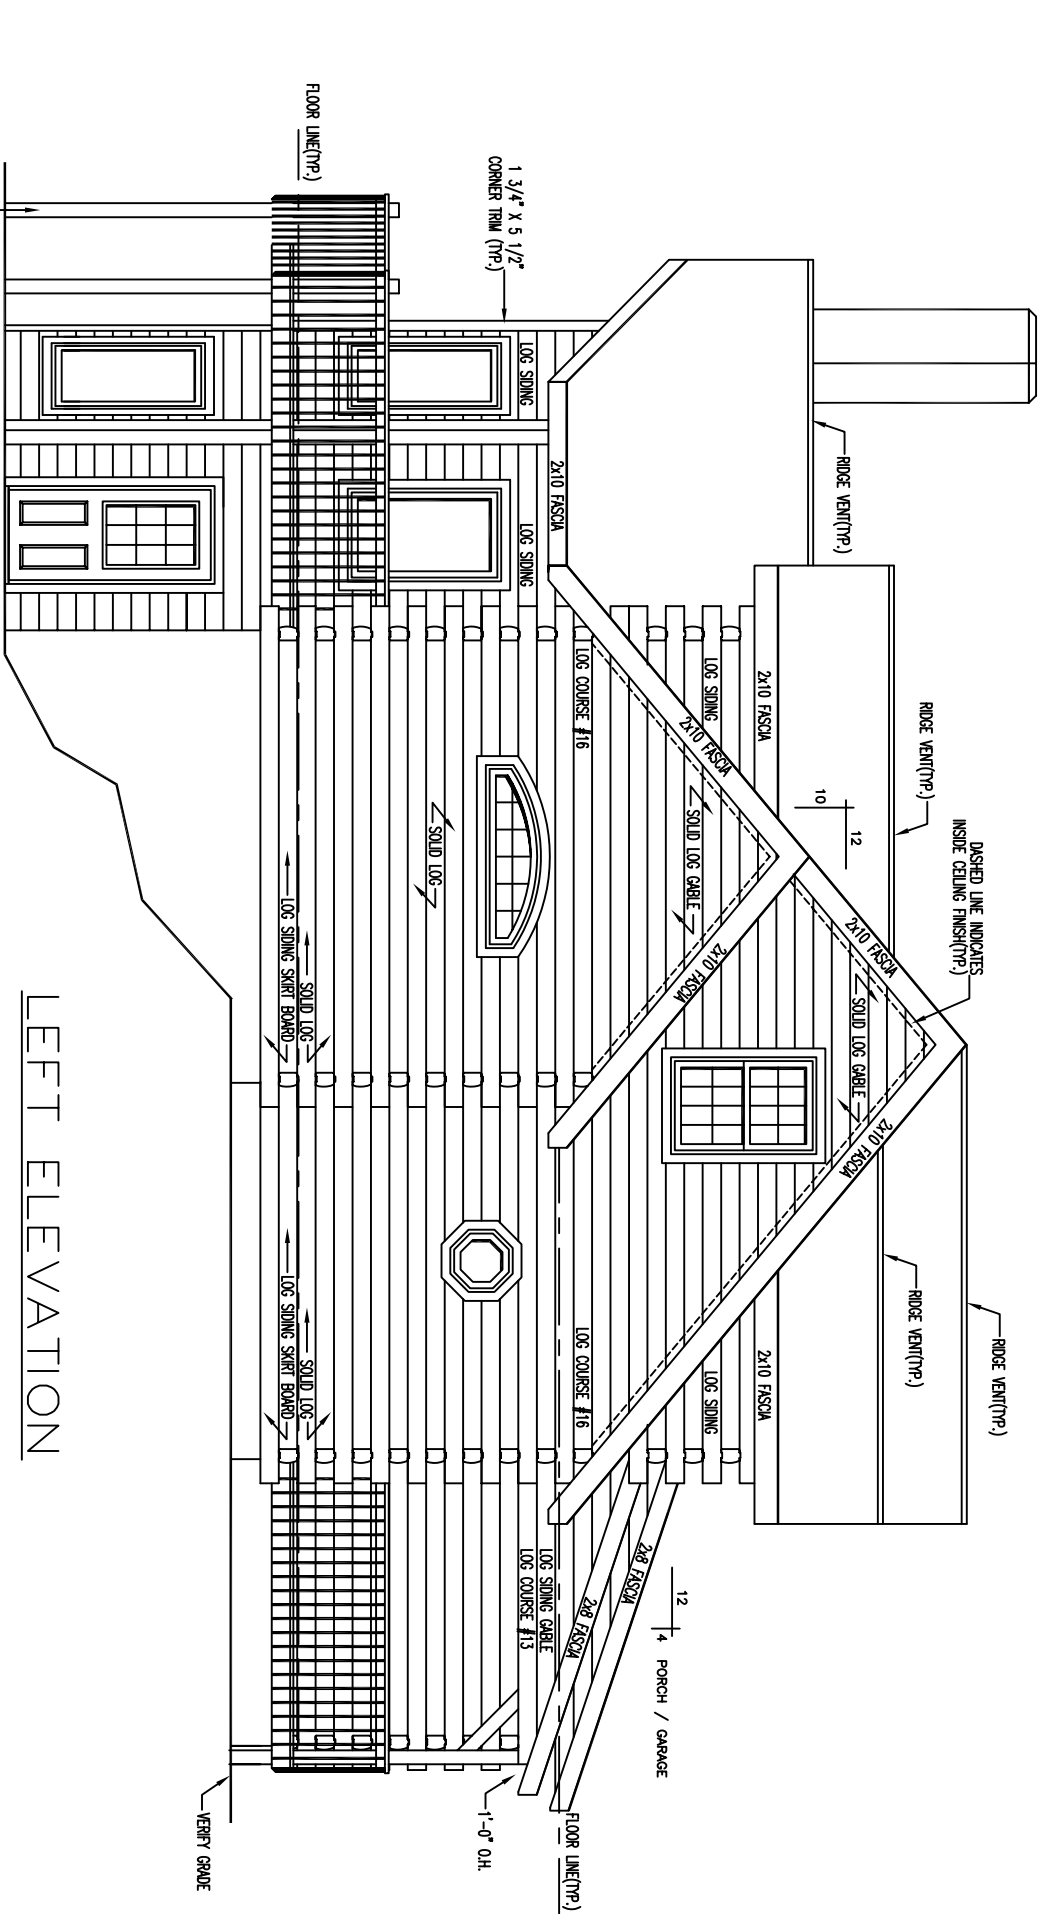 RIDGE VENT(TYP.)
RIDGE VENT(TYP.)
RIDGE VENT(TYP.)
RIDGE VENT(TYP.)
DASHED LINE INDICATES
INSIDE CEILING FINISH(TYP.)
12
10
2x10 FASCIA
2x10 FASCIA
SOLID LOG GABLE
2x10 FASCIA
2x10 FASCIA
2x10 FASCIA
2x10 FASCIA
LOG SIDING
SOLID LOG GABLE
LOG SIDING
12
4 PORCH / GARAGE
2x8 FASCIA
2x8 FASCIA
2x10 FASCIA
LOG COURSE #16
LOG COURSE #16
FLOOR LINE(TYP.)
1 3/4" X 5 1/2"
CORNER TRIM (TYP.)
LOG SIDING
LOG SIDING
LOG SIDING GABLE
LOG COURSE #13
1'-0" O.H.
SOLID LOG
FLOOR LINE(TYP.)
SOLID LOG
LOG SIDING SKIRT BOARD
SOLID LOG
LOG SIDING SKIRT BOARD
VERIFY GRADE
LEFT ELEVATION